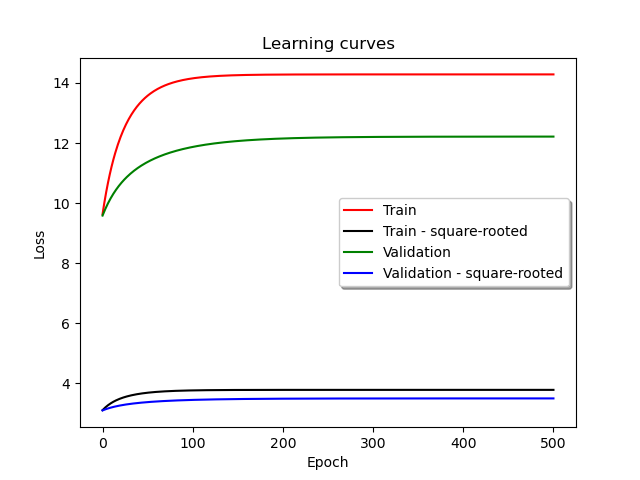 Learning curves
Loss
14
12
10
8
6
4
Train
Train - square-rooted
Validation
Validation - square-rooted
0 100 200 300 400 500
Epoch